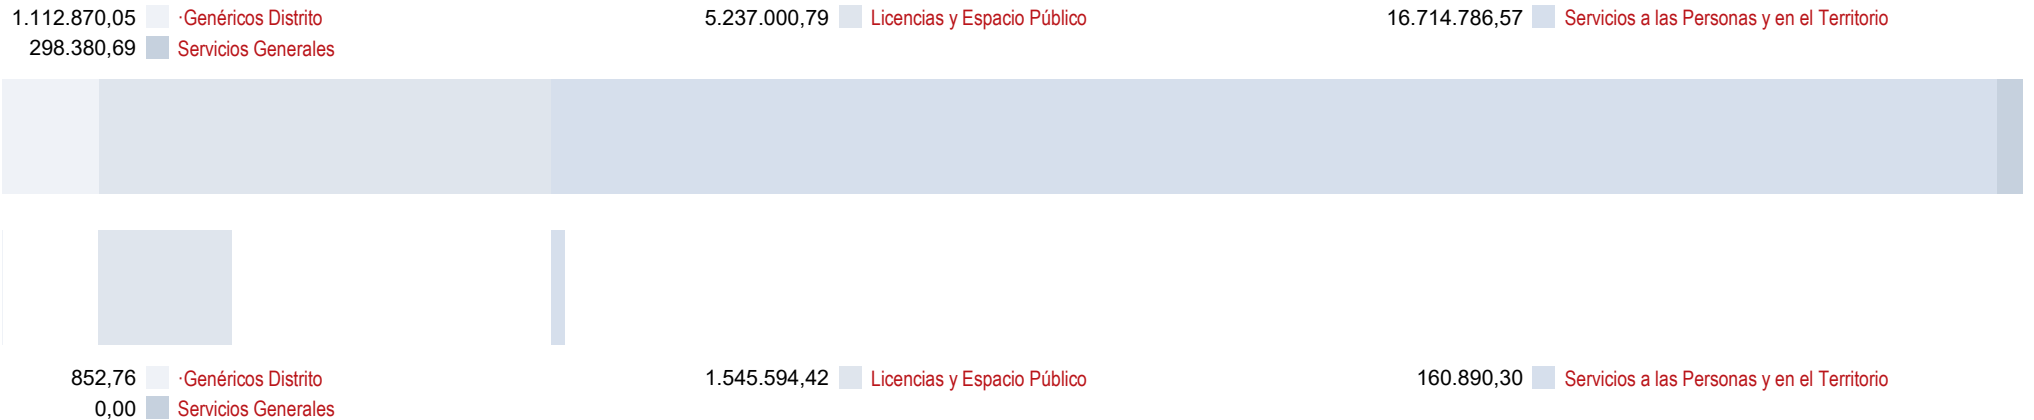 1.112.870,05 ·Genéricos Distrito 5.237.000,79 Licencias y Espacio Público 16.714.786,57 Servicios a las Personas y en el Territorio
298.380,69 Servicios Generales
852,76 ·Genéricos Distrito 1.545.594,42 Licencias y Espacio Público 160.890,30 Servicios a las Personas y en el Territorio
0,00 Servicios Generales